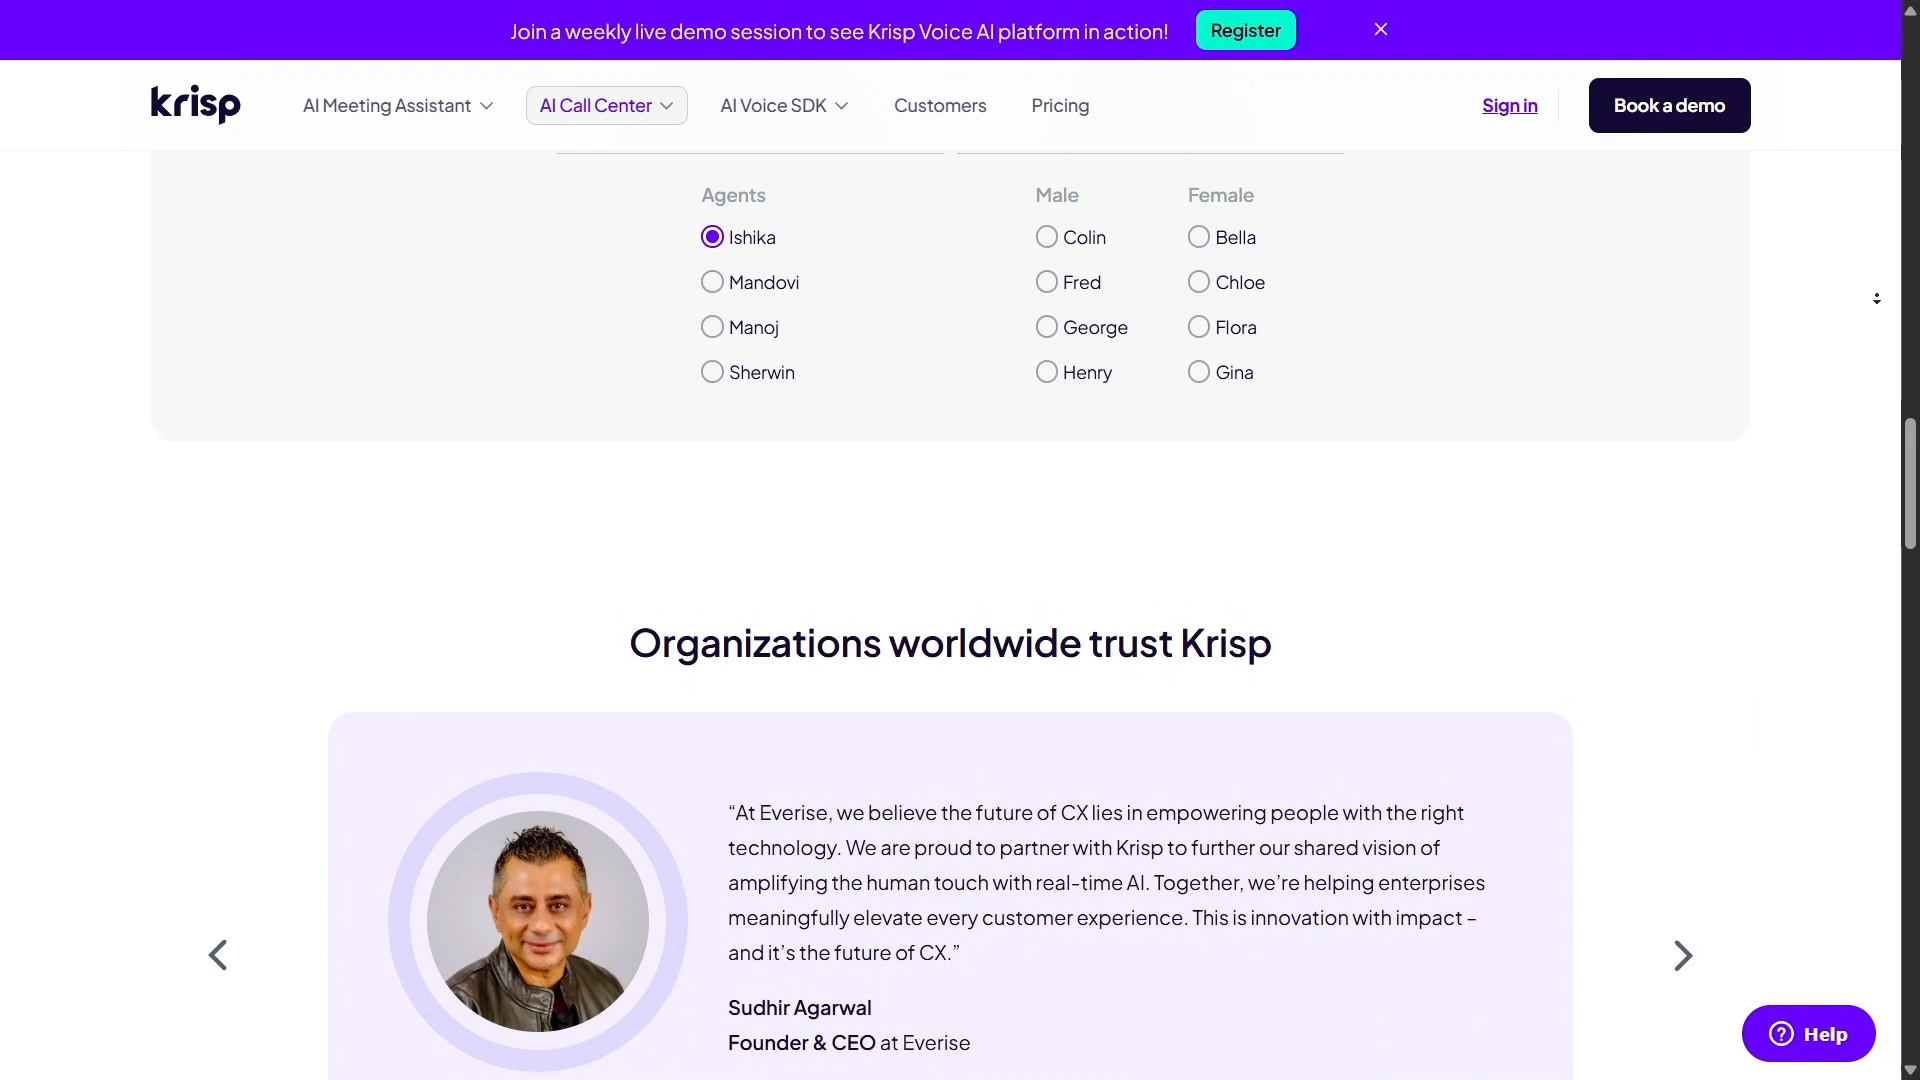 Join a weekly live demo session to see Krisp Voice AI platform in action!
Register
krisp
AI Meeting Assistant
AI Call Center
AI Voice SDK
Customers
Pricing
Sign in
Book a demo
Agents
Ishika
Mandovi
Manoj
Sherwin
Male
Colin
Fred
George
Henry
Female
Bella
Chloe
Flora
Gina
Organizations worldwide trust Krisp
“At Everise, we believe the future of CX lies in empowering people with the right
technology. We are proud to partner with Krisp to further our shared vision of
amplifying the human touch with real-time AI. Together, we’re helping enterprises
meaningfully elevate every customer experience. This is innovation with impact –
and it’s the future of CX.”
Sudhir Agarwal
Founder & CEO at Everise
Help